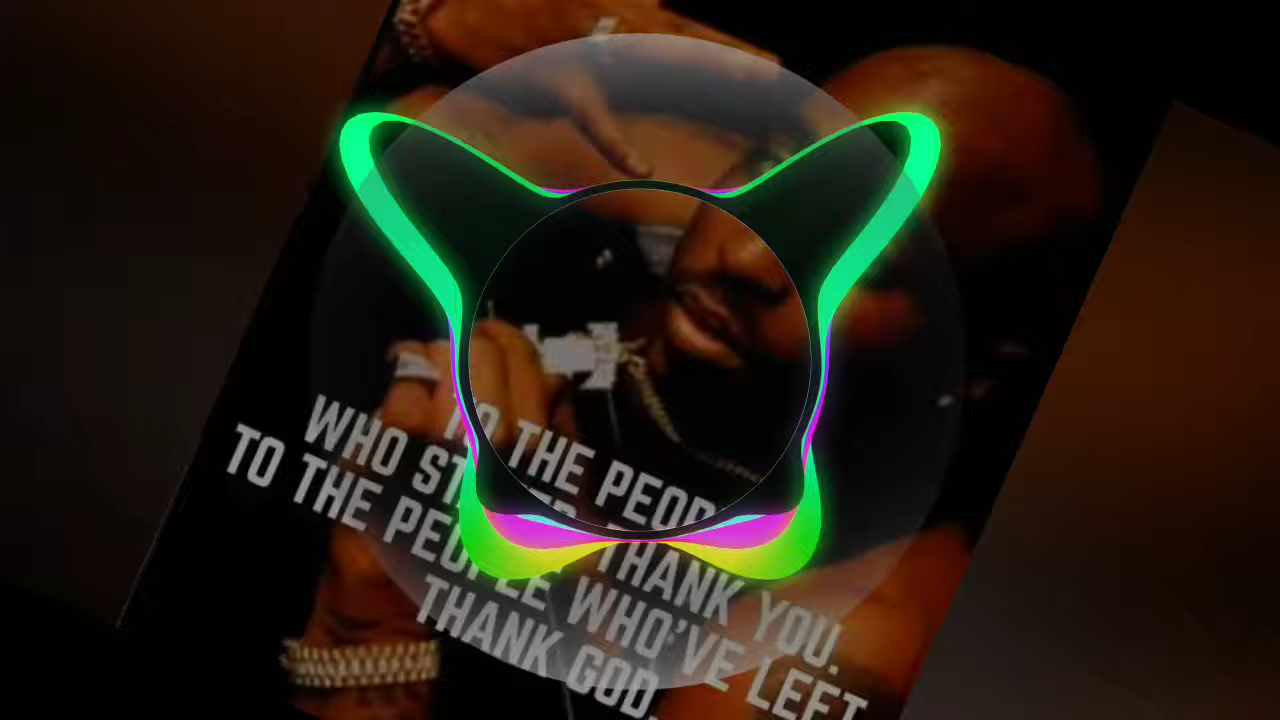 TO THE PEOP
WHO ST THANK YOU.
TO THE PEOPLE WHO'VE LEFT
THANK GOD.